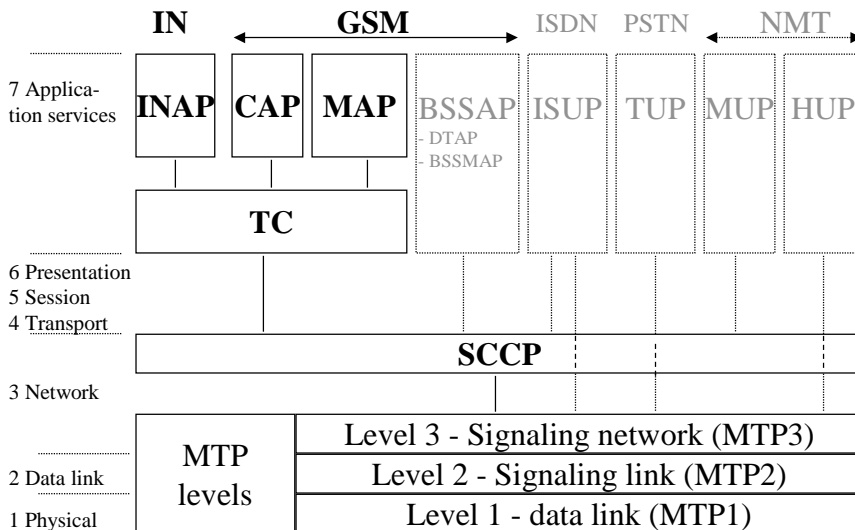 IN GSM ISDN PSTN NMT
7 Applica-
tion services
INAP CAP MAP BSSAP ISUP TUP MUP HUP
- DTAP
- BSSMAP
TC
6 Presentation
5 Session
4 Transport
SCCP
3 Network
MTP
levels
Level 3 - Signaling network (MTP3)
2 Data link
Level 2 - Signaling link (MTP2)
1 Physical
Level 1 - data link (MTP1)